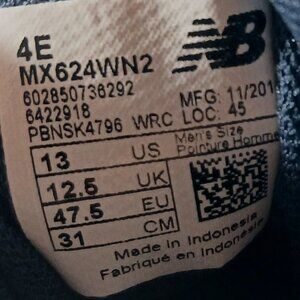 4E
NB
MX624WN2
602850736292
6422918
MFG: 11/201
PBNSK4796 WRC LOC: 45
Men's Size
Pointure Homme
13 US
12.5 UK
47.5 EU
31 CM
Made in Indonesia
Fabriqué en Indonésie